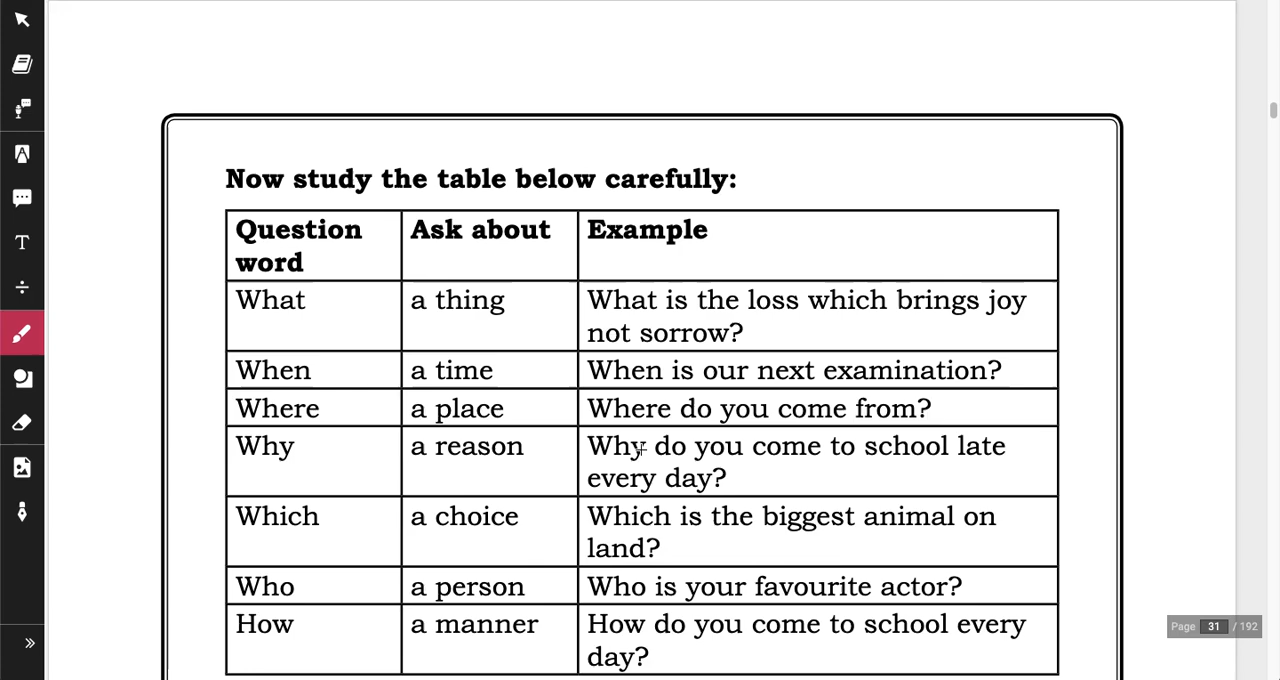 Now study the table below carefully:
Question word
Ask about
Example
What
a thing
What is the loss which brings joy
not sorrow?
When
a time
When is our next examination?
Where
a place
Where do you come from?
Why
a reason
Why do you come to school late
every day?
Which
a choice
Which is the biggest animal on
land?
Who
a person
Who is your favourite actor?
How
a manner
How do you come to school every
day?
Page 31 / 192